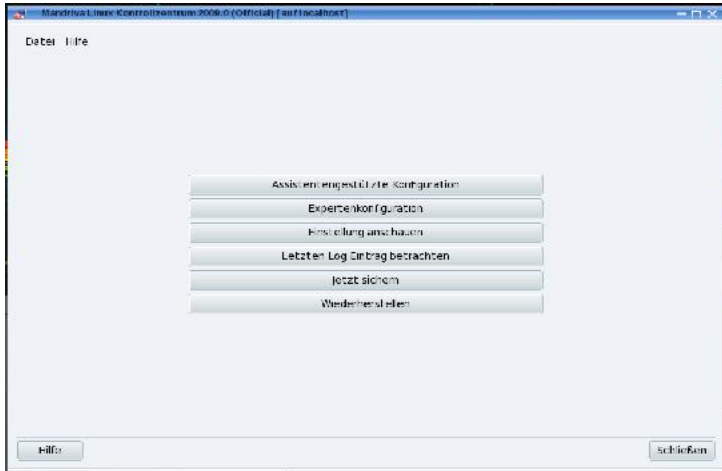 Mandriva Linux Kontrollzentrum 2009.0 (Official) [auf localhost]
Datei Hilfe
Assistentengestützte Konfiguration
Expertenkonfiguration
Einstellung anschauen
Letzten Log Eintrag betrachten
Jetzt sichern
Wiederherstellen
Hilfe Schließen